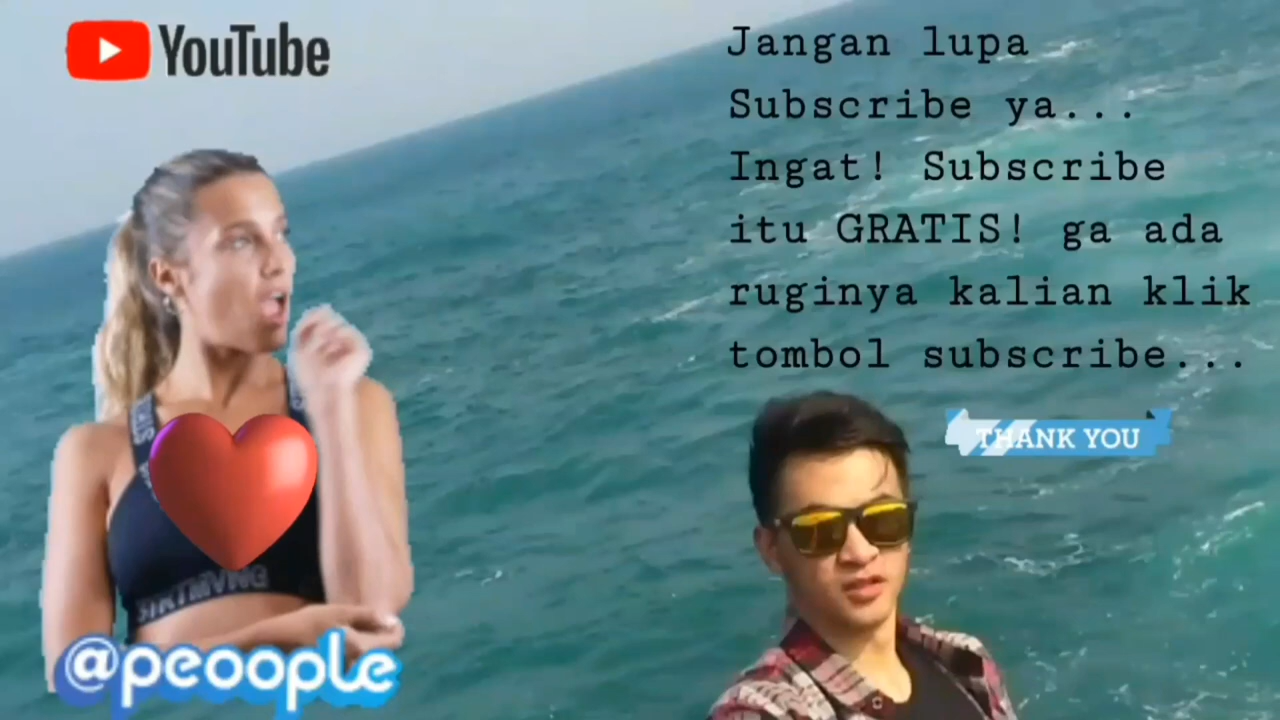 YouTube
Jangan lupa
Subscribe ya...
Ingat! Subscribe
itu GRATIS! ga ada
ruginya kalian klik
tombol subscribe...
THANK YOU
STRTMVNG
@peoople